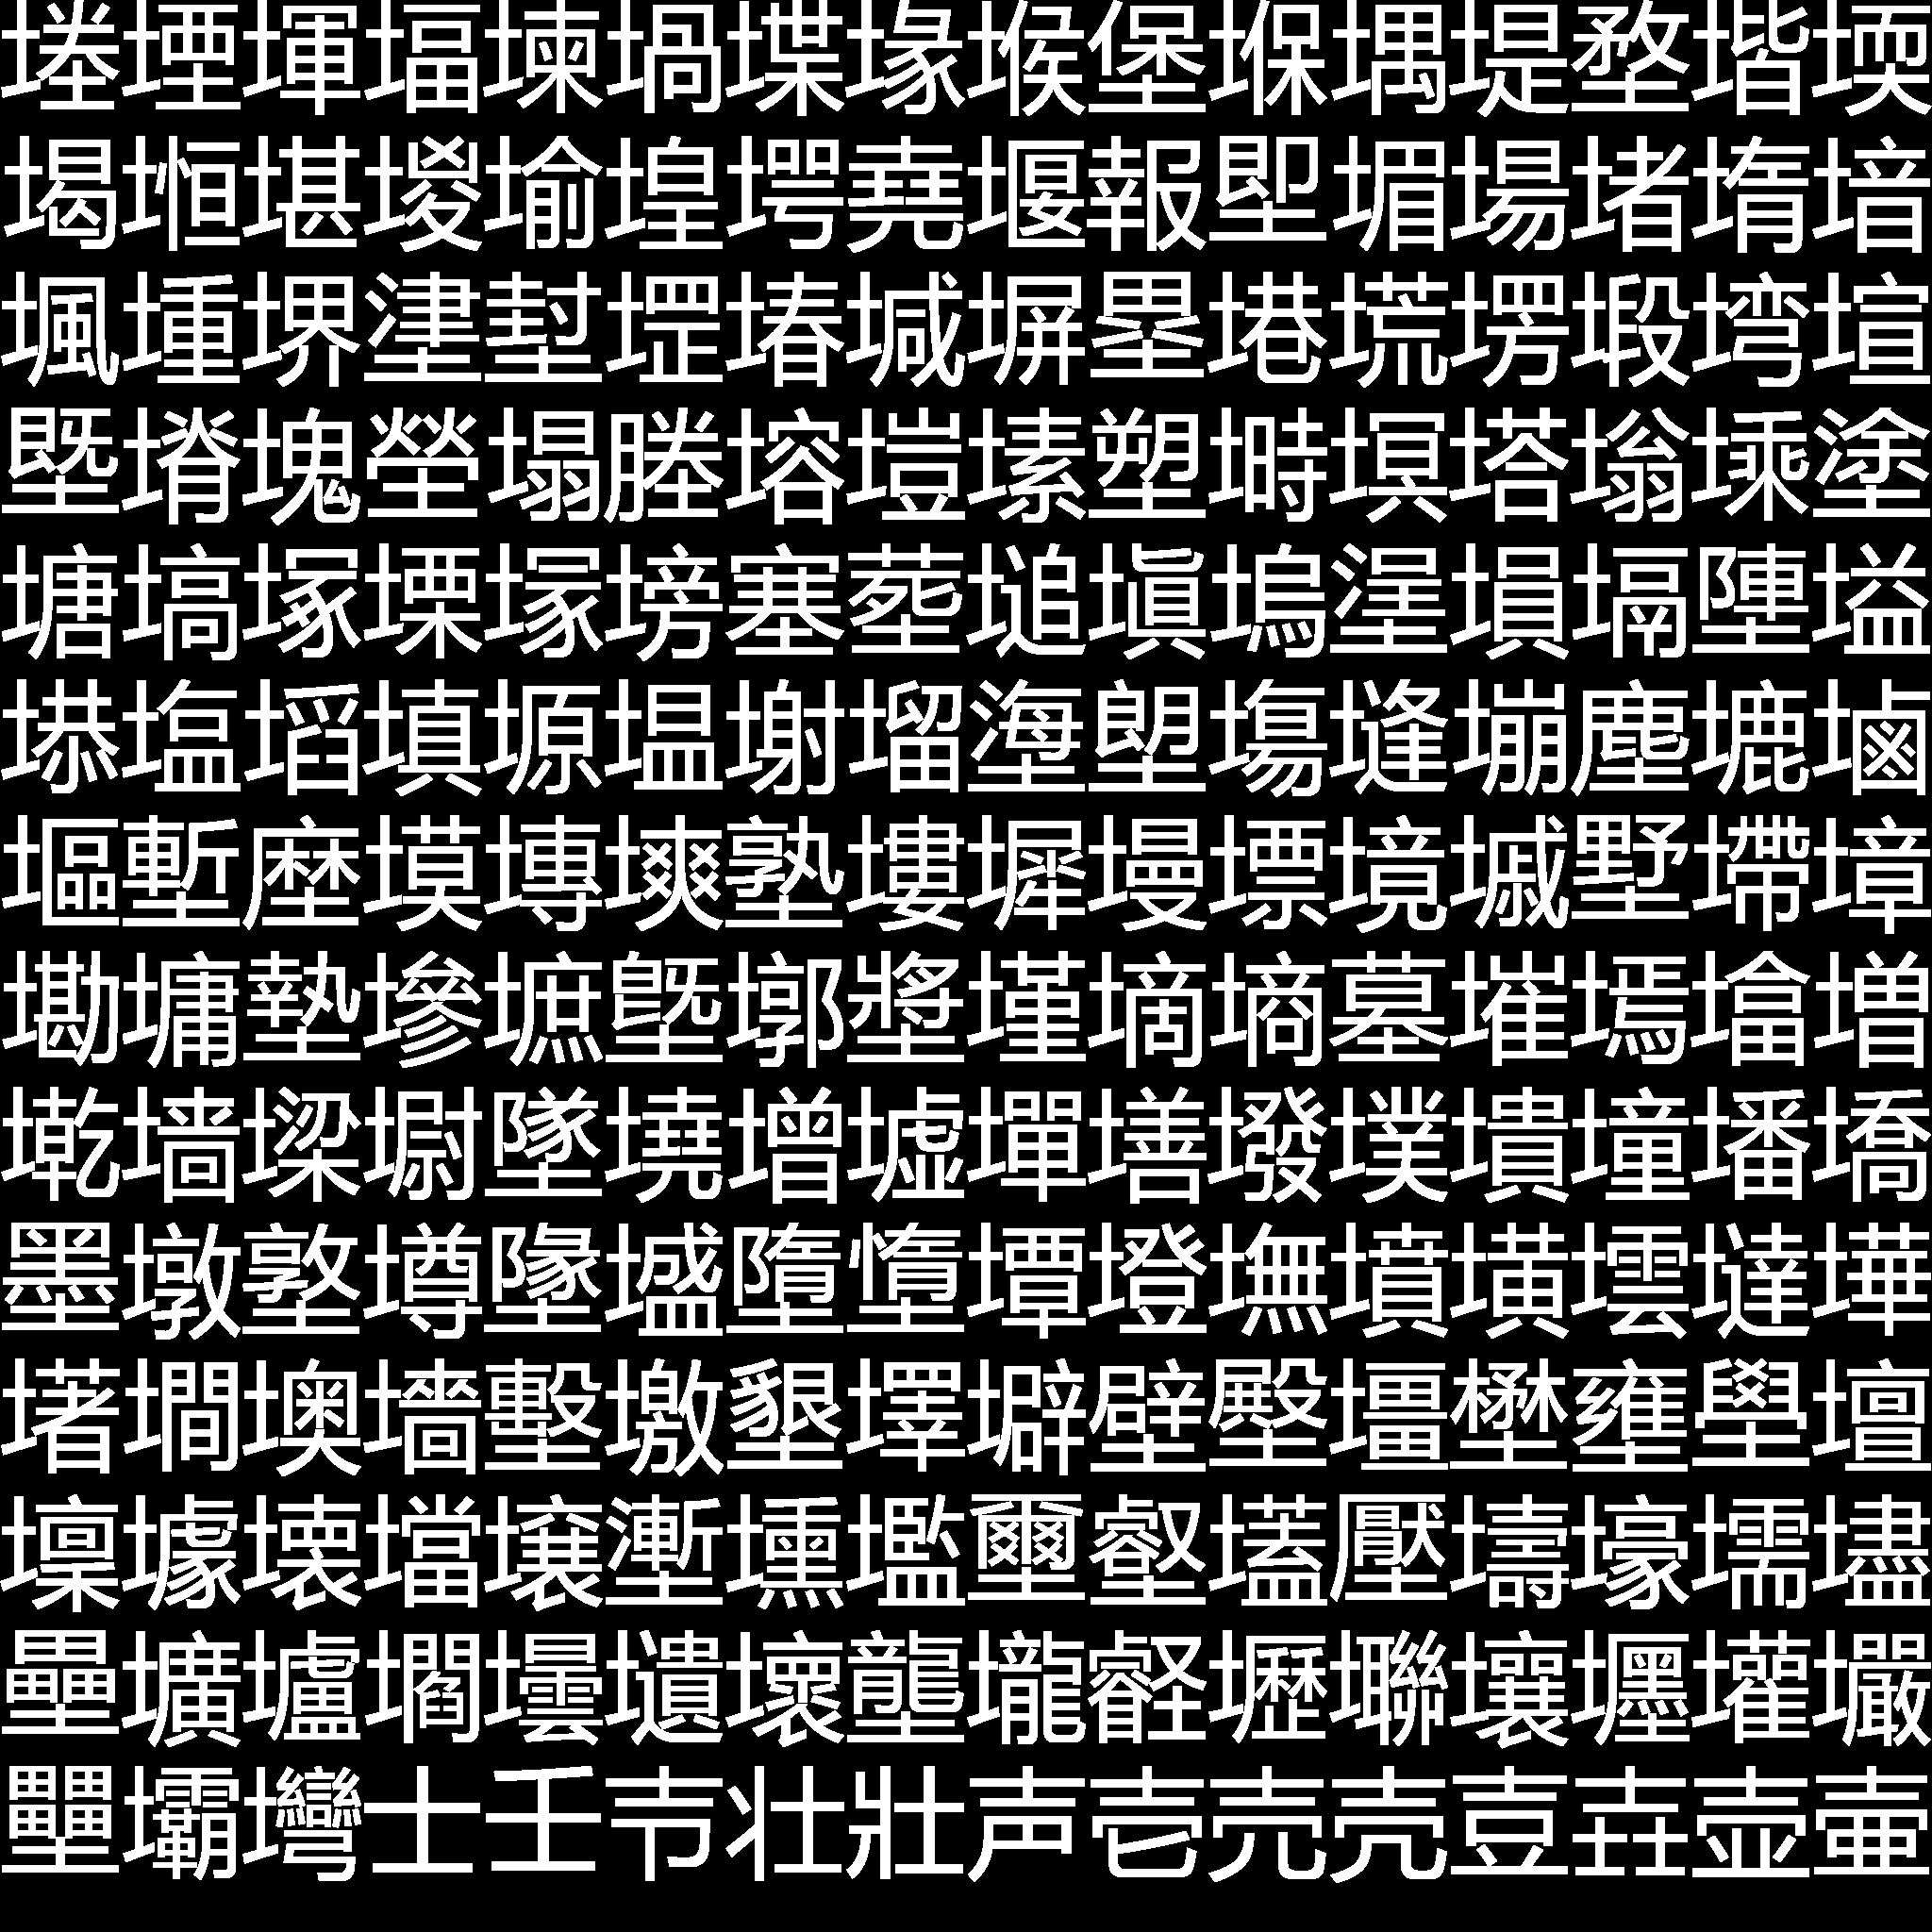 埢堙堚堛堜堝堞堟堠堡堢堣堤堥堦堧
堨堩堪堫堬堭堮堯堰報堲堳場堵堶堷
堸堹堺堻堼堽堾堿塀塁塂塃塄塅塆塇
塈塉塊塋塌塍塎塏塐塑塒塓塔塕塖塗
塘塙塚塛塜塝塞塟塠塡塢塣塤塥塦塧
塨塩塪填塬塭塮塯塰塱塲塳塴塵塶塷
塸塹塺塻塼塽塾塿墀墁墂境墄墅墆墇
墈墉墊墋墌墍墎墏墐墑墒墓墔墕墖増
墘墙墚墛墜墝增墟墠墡墢墣墤墥墦墧
墨墩墪墫墬墭墮墯墰墱墲墳墴墵墶墷
墸墹墺墻墼墽墾墿壀壁壂壃壄壅壆壇
壈壉壊壋壌壍壎壏壐壑壒壓壔壕壖壗
壘壙壚壛壜壝壞壟壠壡壢壣壤壥壦壧
壨壩壪士壬壭壮壯声壱売壳壴壵壶壷